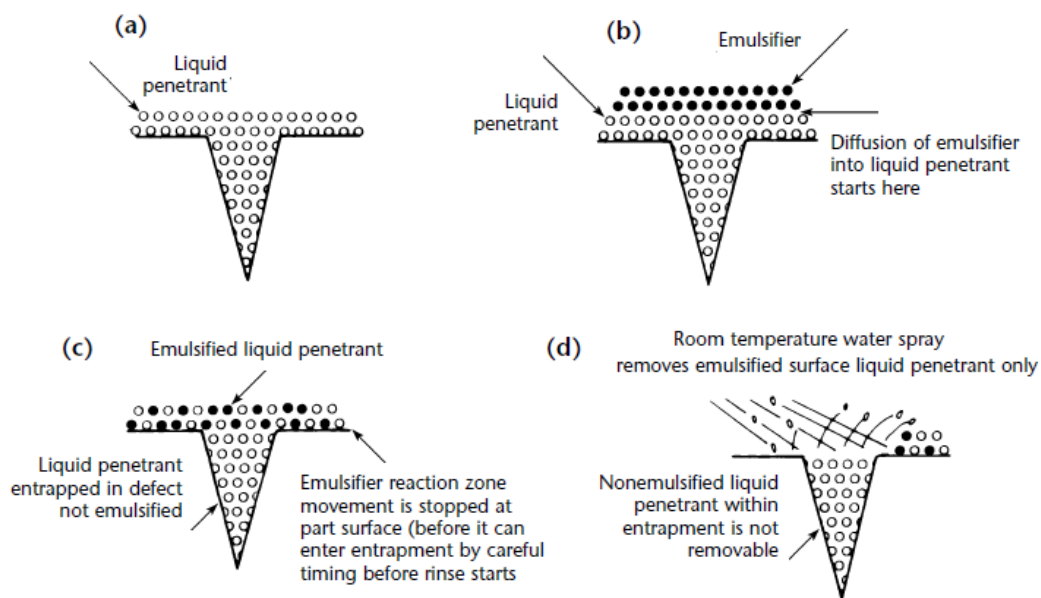 (a)
Liquid
penetrant
(b)
Emulsifier
Liquid
penetrant
Diffusion of emulsifier
into liquid penetrant
starts here
(c)
Emulsified liquid penetrant
Liquid penetrant
entrapped in defect
not emulsified
Emulsifier reaction zone
movement is stopped at
part surface (before it can
enter entrapment by careful
timing before rinse starts
(d)
Room temperature water spray
removes emulsified surface liquid penetrant only
Nonemulsified liquid
penetrant within
entrapment is not
removable